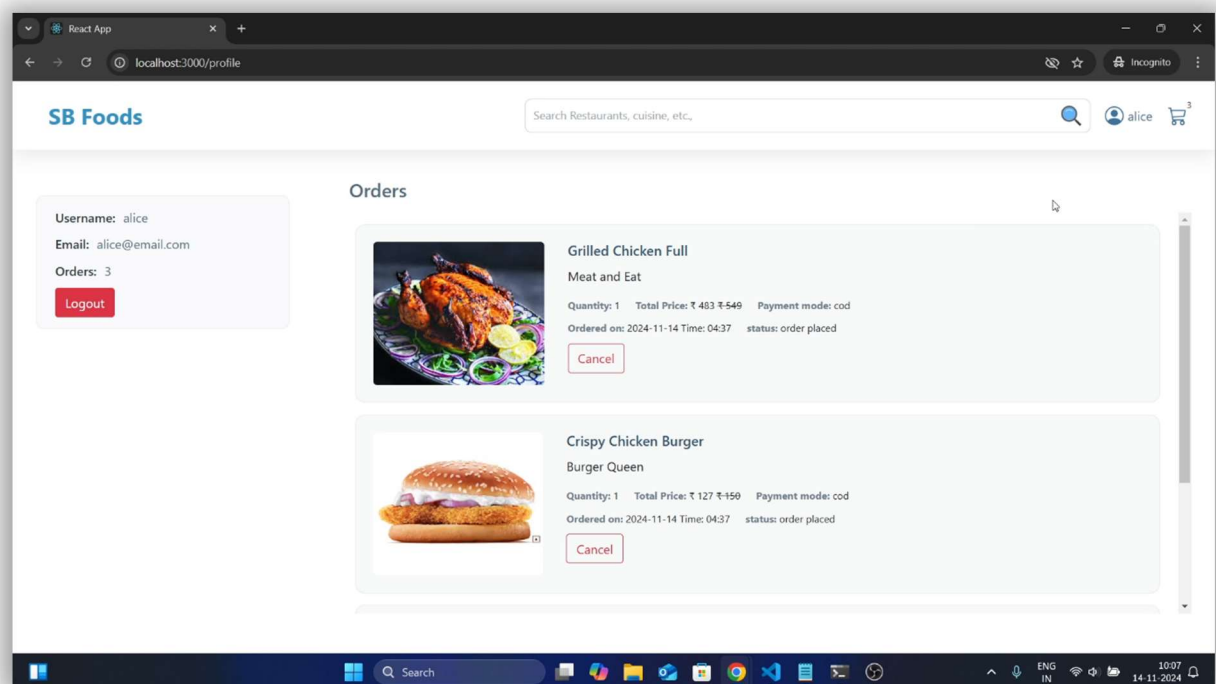 React App
localhost:3000/profile
Incognito
SB Foods
Search Restaurants, cuisine, etc.,
alice
3
Username: alice
Email: alice@email.com
Orders: 3
Logout
Orders
Grilled Chicken Full
Meat and Eat
Quantity: 1 Total Price: ₹ 483 ₹ 549 Payment mode: cod
Ordered on: 2024-11-14 Time: 04:37 status: order placed
Cancel
Crispy Chicken Burger
Burger Queen
Quantity: 1 Total Price: ₹ 127 ₹ 150 Payment mode: cod
Ordered on: 2024-11-14 Time: 04:37 status: order placed
Cancel
Search
ENG
IN
10:07
14-11-2024